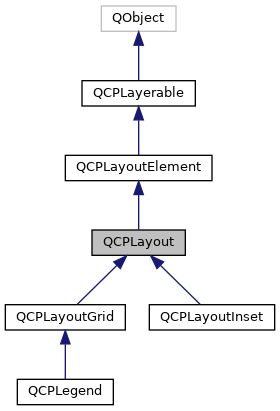 QObject
QCPLayerable
QCPLayoutElement
QCPLayout
QCPLayoutGrid
QCPLayoutInset
QCPLegend